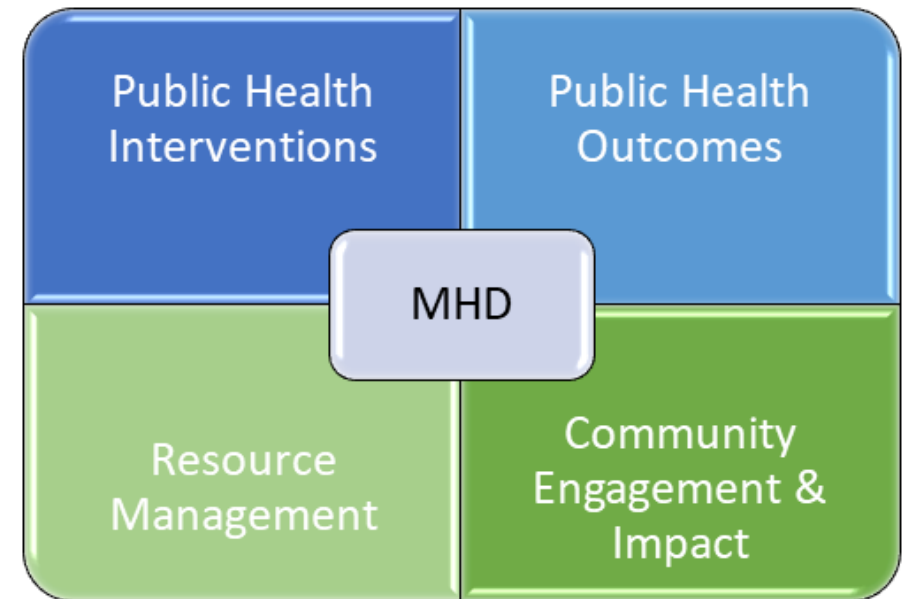 Public Health
Interventions
Public Health
Outcomes
MHD
Resource
Management
Community
Engagement &
Impact